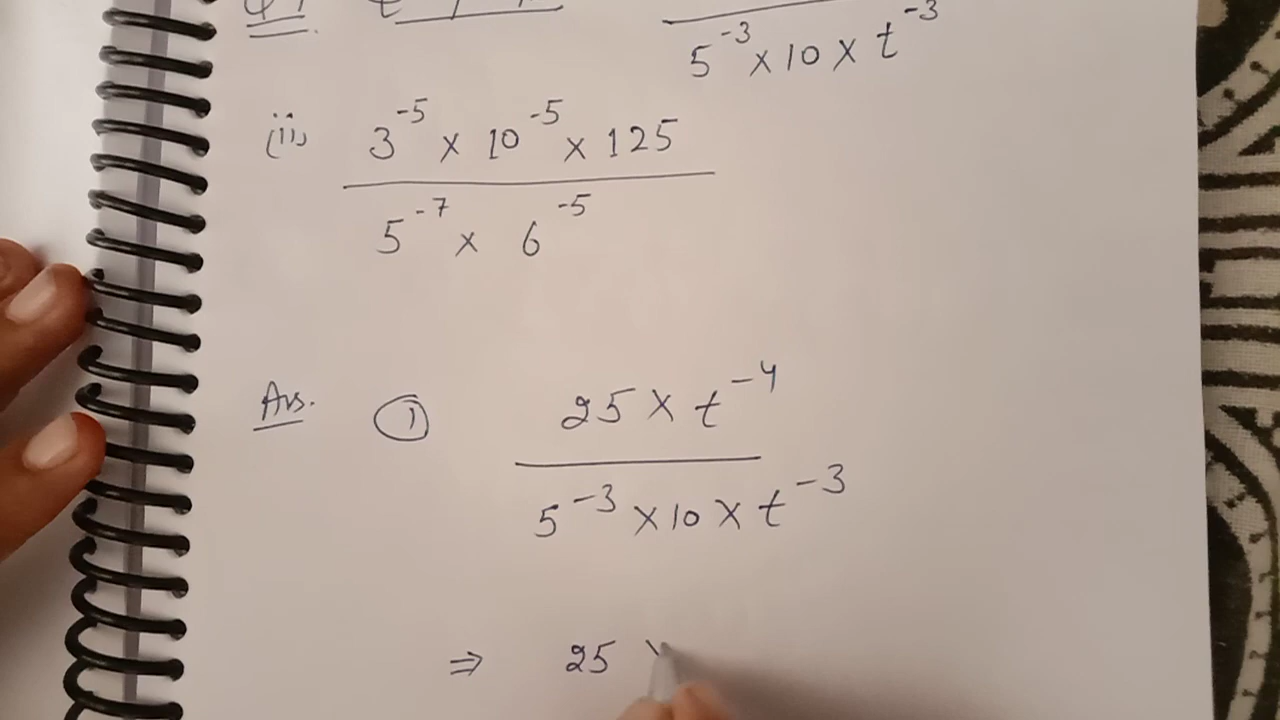 5⁻³ × 10 × t⁻³
(ii) 3⁻⁵ × 10⁻⁵ × 125
5⁻⁷ × 6⁻⁵
Ans. ① 25 × t⁻⁴
5⁻³ × 10 × t⁻³
⇒ 25